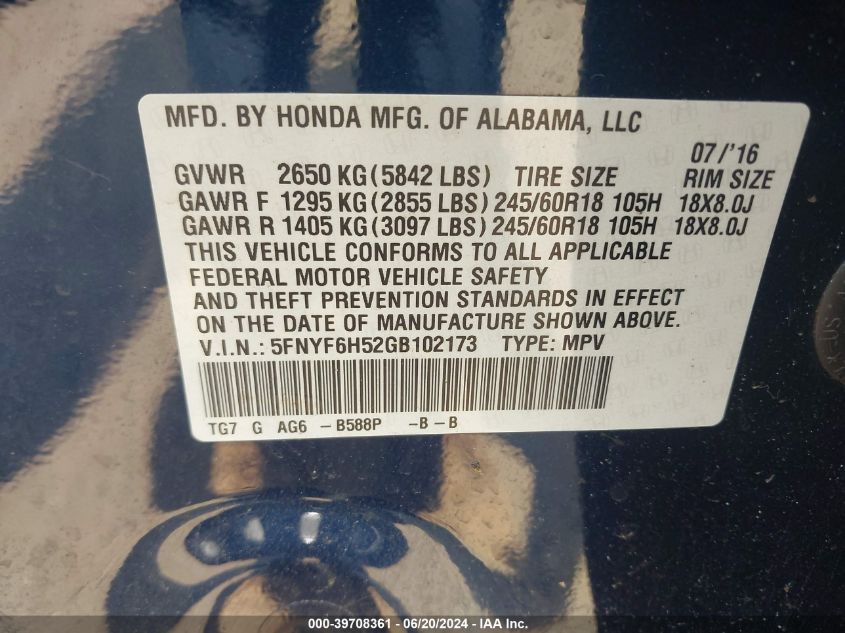 MFD. BY HONDA MFG. OF ALABAMA, LLC
07/'16
GVWR 2650 KG (5842 LBS) TIRE SIZE RIM SIZE
GAWR F 1295 KG (2855 LBS) 245/60R18 105H 18X8.0J
GAWR R 1405 KG (3097 LBS) 245/60R18 105H 18X8.0J
THIS VEHICLE CONFORMS TO ALL APPLICABLE
FEDERAL MOTOR VEHICLE SAFETY
AND THEFT PREVENTION STANDARDS IN EFFECT
ON THE DATE OF MANUFACTURE SHOWN ABOVE.
V.I.N.: 5FNYF6H52GB102173 TYPE: MPV
TG7 G AG6 - B588P -B - B
000-39708361 - 06/20/2024 - IAA Inc.